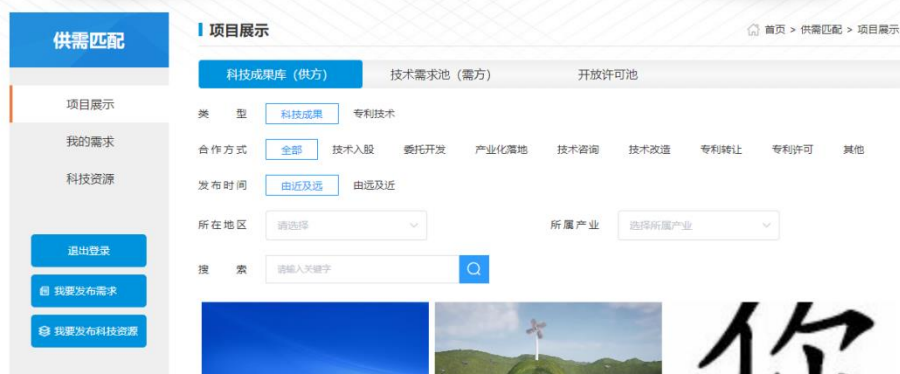 供需匹配
项目展示
我的需求
科技资源
退出登录
我要发布需求
我要发布科技资源
项目展示
首页 > 供需匹配 > 项目展示
科技成果库（供方） 技术需求池（需方） 开放许可池
类 型 科技成果 专利技术
合作方式 全部 技术入股 委托开发 产业化落地 技术咨询 技术改造 专利转让 专利许可 其他
发布时间 由近及远 由远及近
所在地区 请选择 所属产业 选择所属产业
搜 索 请输入关键字
你